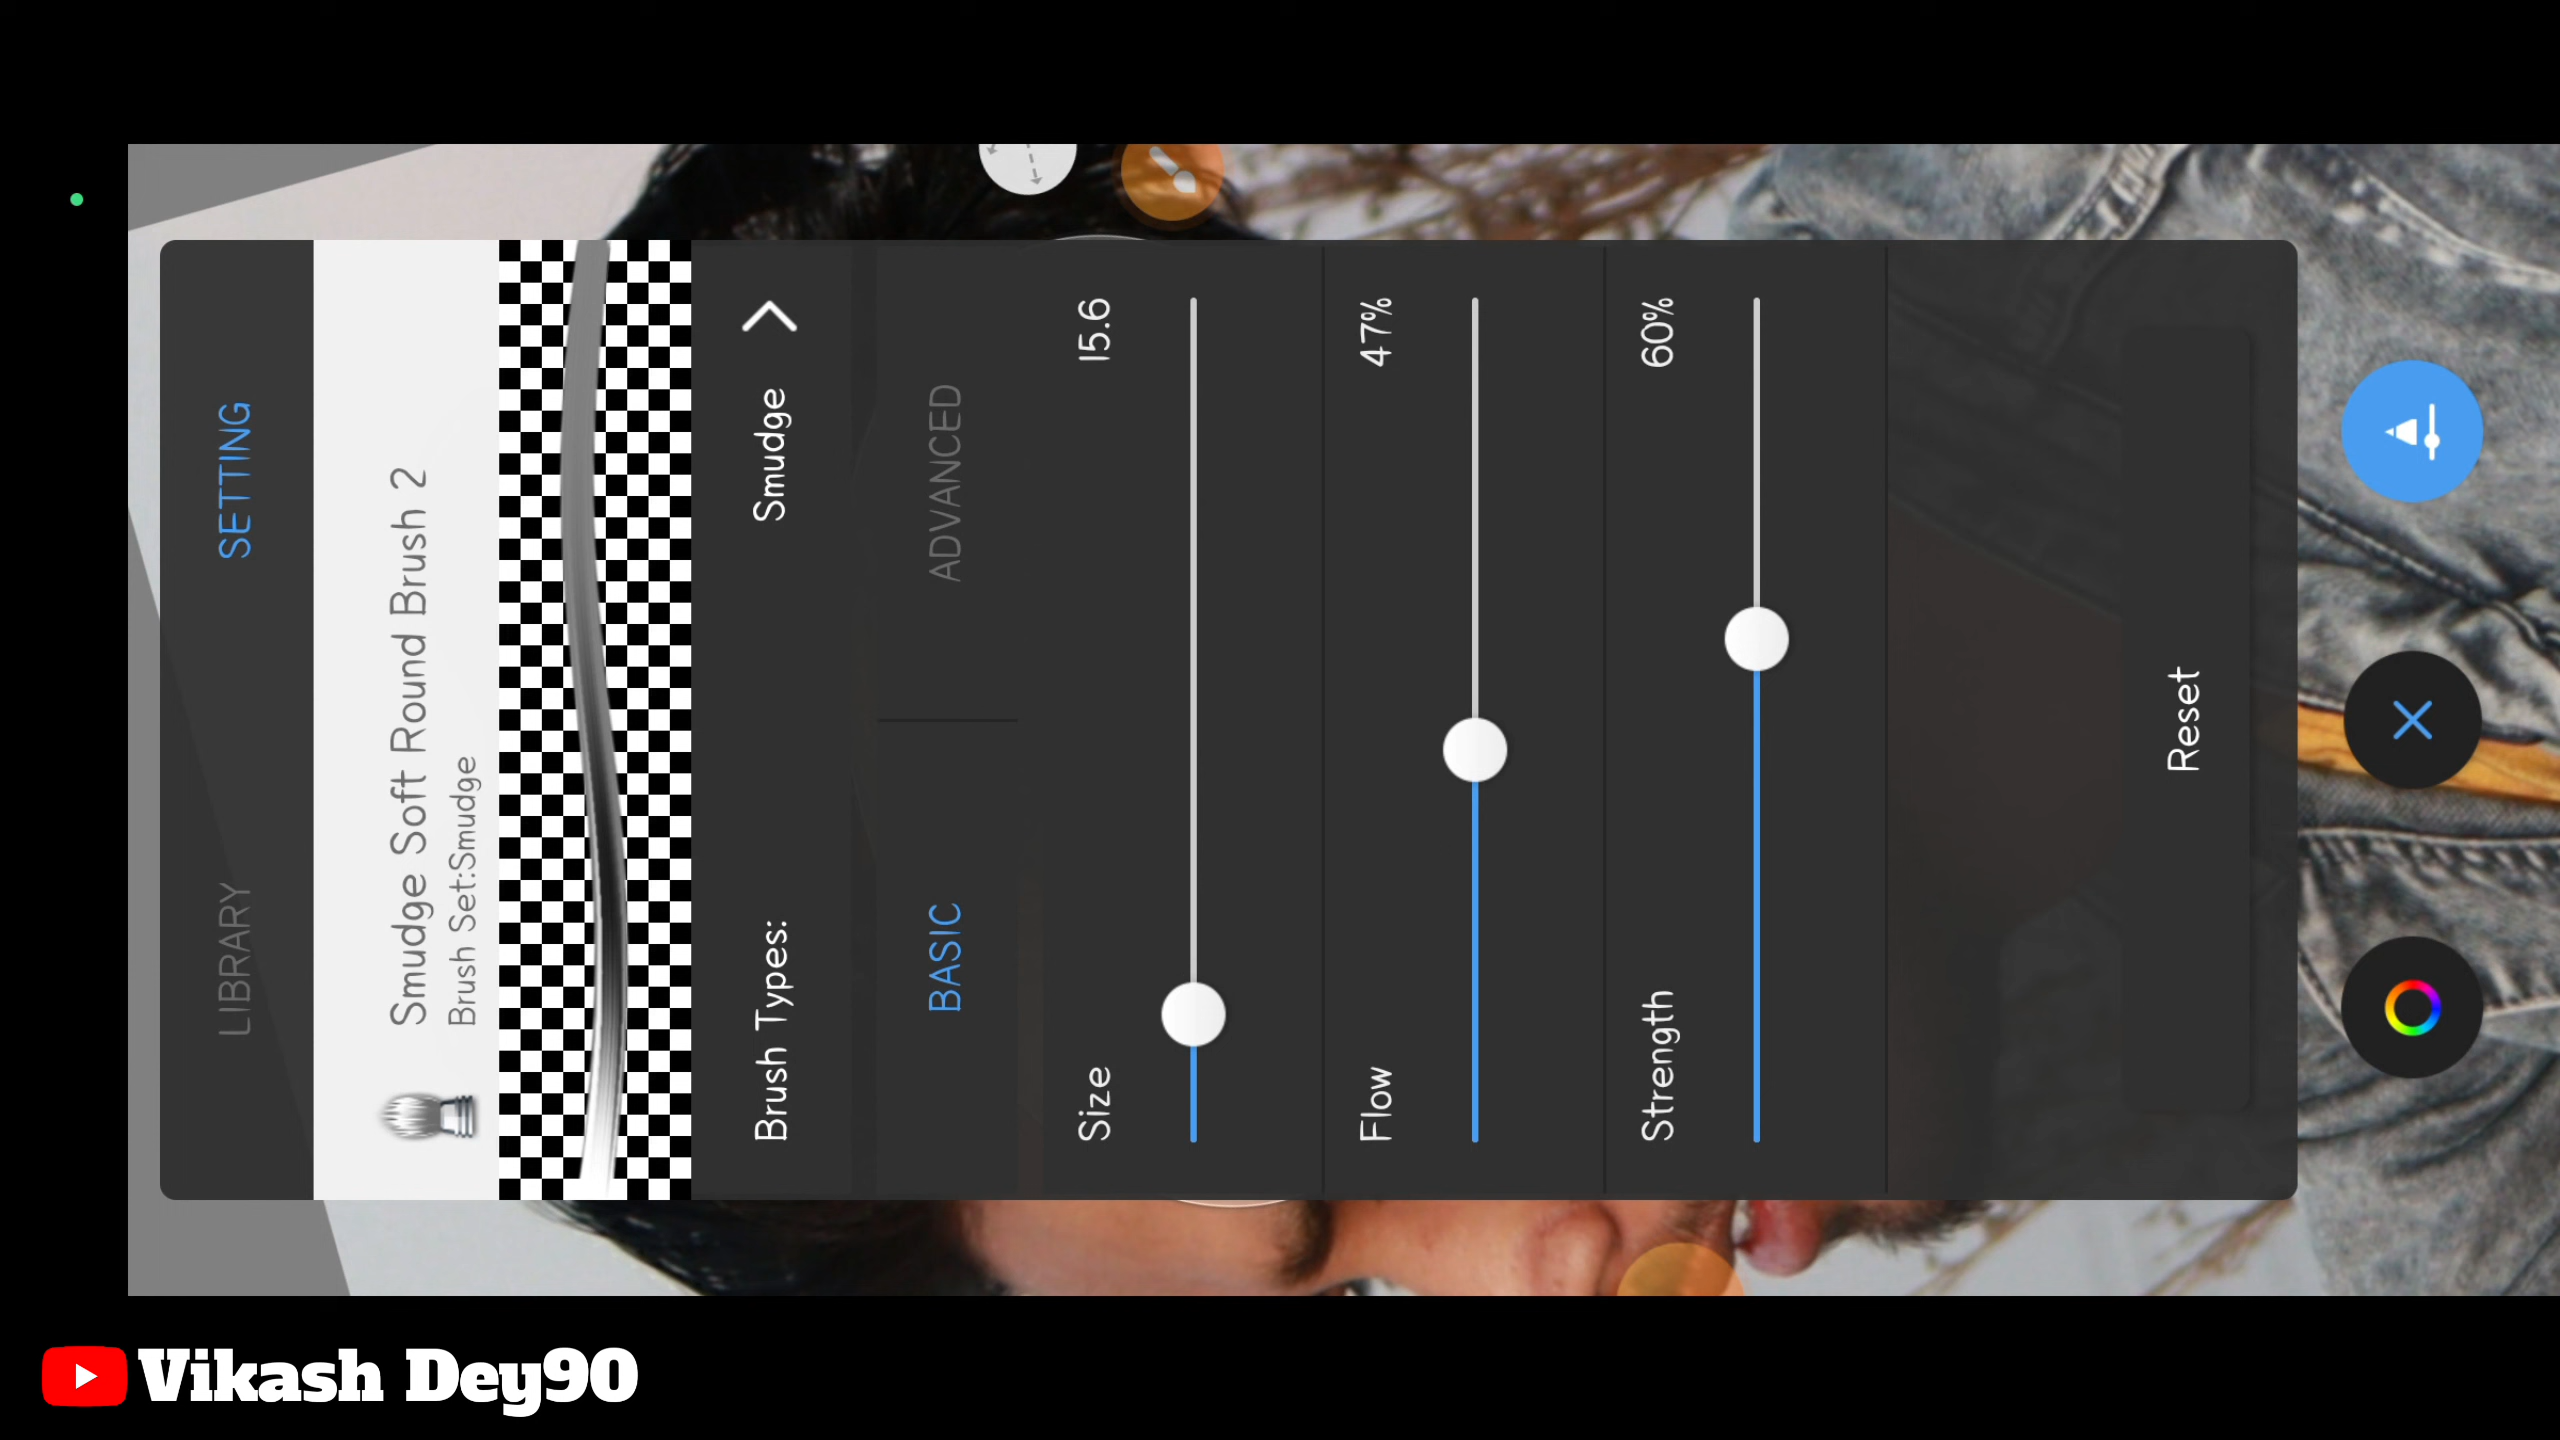 LIBRARY SETTING
Smudge Soft Round Brush 2
Brush Set:Smudge
Brush Types: Smudge
BASIC ADVANCED
Size 15.6
Flow 47%
Strength 60%
Reset
Vikash Dey90